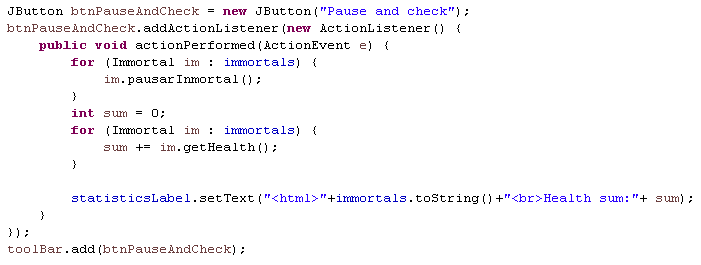 JButton btnPauseAndCheck = new JButton("Pause and check");
btnPauseAndCheck.addActionListener(new ActionListener() {
    public void actionPerformed(ActionEvent e) {
        for (Immortal im : immortals) {
            im.pausarInmortal();
        }
        int sum = 0;
        for (Immortal im : immortals) {
            sum += im.getHealth();
        }

        statisticsLabel.setText("<html>"+immortals.toString()+"<br>Health sum:"+ sum);
    }
});
toolBar.add(btnPauseAndCheck);